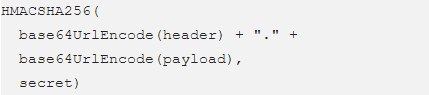 HMACSHA256(
  base64UrlEncode(header) + "." +
  base64UrlEncode(payload),
  secret)